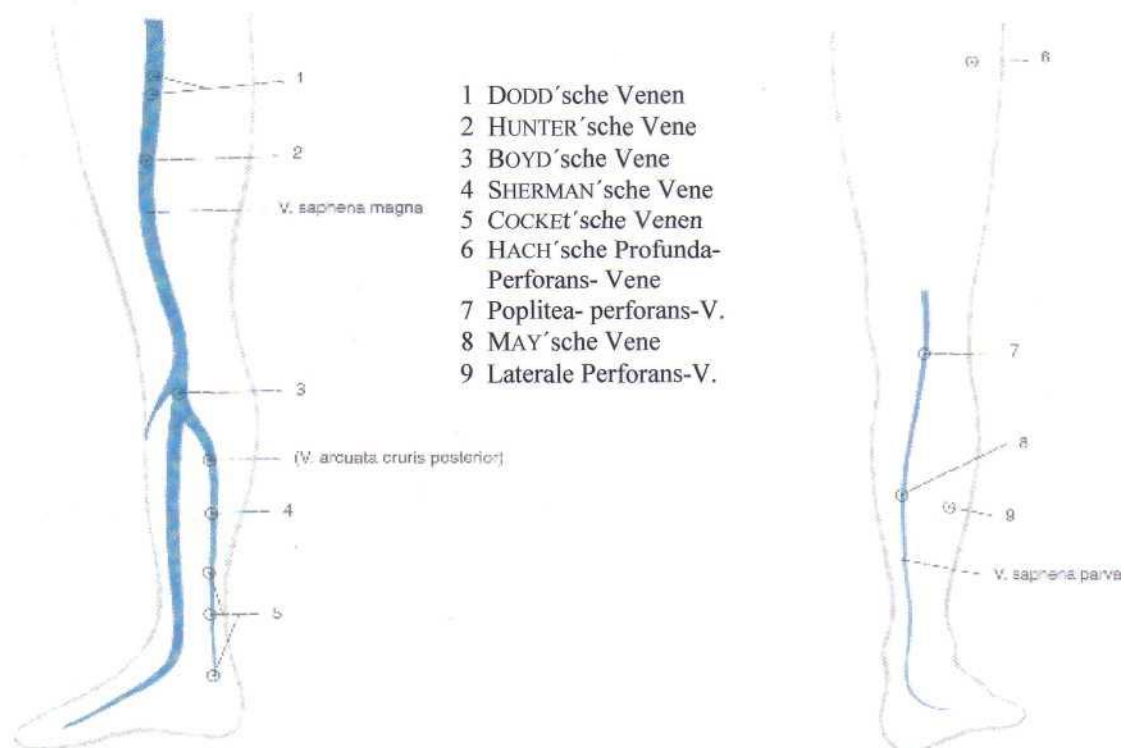 1
2
V. saphena magna
3
(V. arcuata cruris posterior)
4
5
1 DODD´sche Venen
2 HUNTER´sche Vene
3 BOYD´sche Vene
4 SHERMAN´sche Vene
5 COCKEt´sche Venen
6 HACH´sche Profunda-
Perforans- Vene
7 Poplitea- perforans-V.
8 MAY´sche Vene
9 Laterale Perforans-V.
6
7
8
9
V. saphena parva